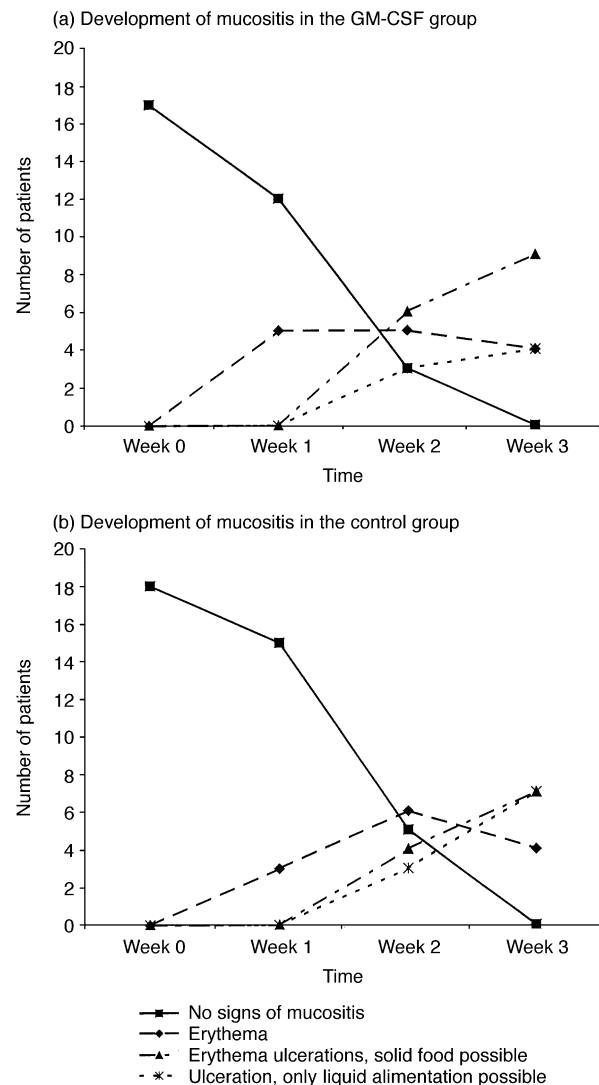 (a) Development of mucositis in the GM-CSF group
20
18
16
14
12
10
8
6
4
2
0
Number of patients
Week 0 Week 1 Week 2 Week 3
Time
(b) Development of mucositis in the control group
20
18
16
14
12
10
8
6
4
2
0
Number of patients
Week 0 Week 1 Week 2 Week 3
Time
No signs of mucositis
Erythema
Erythema ulcerations, solid food possible
Ulceration, only liquid alimentation possible